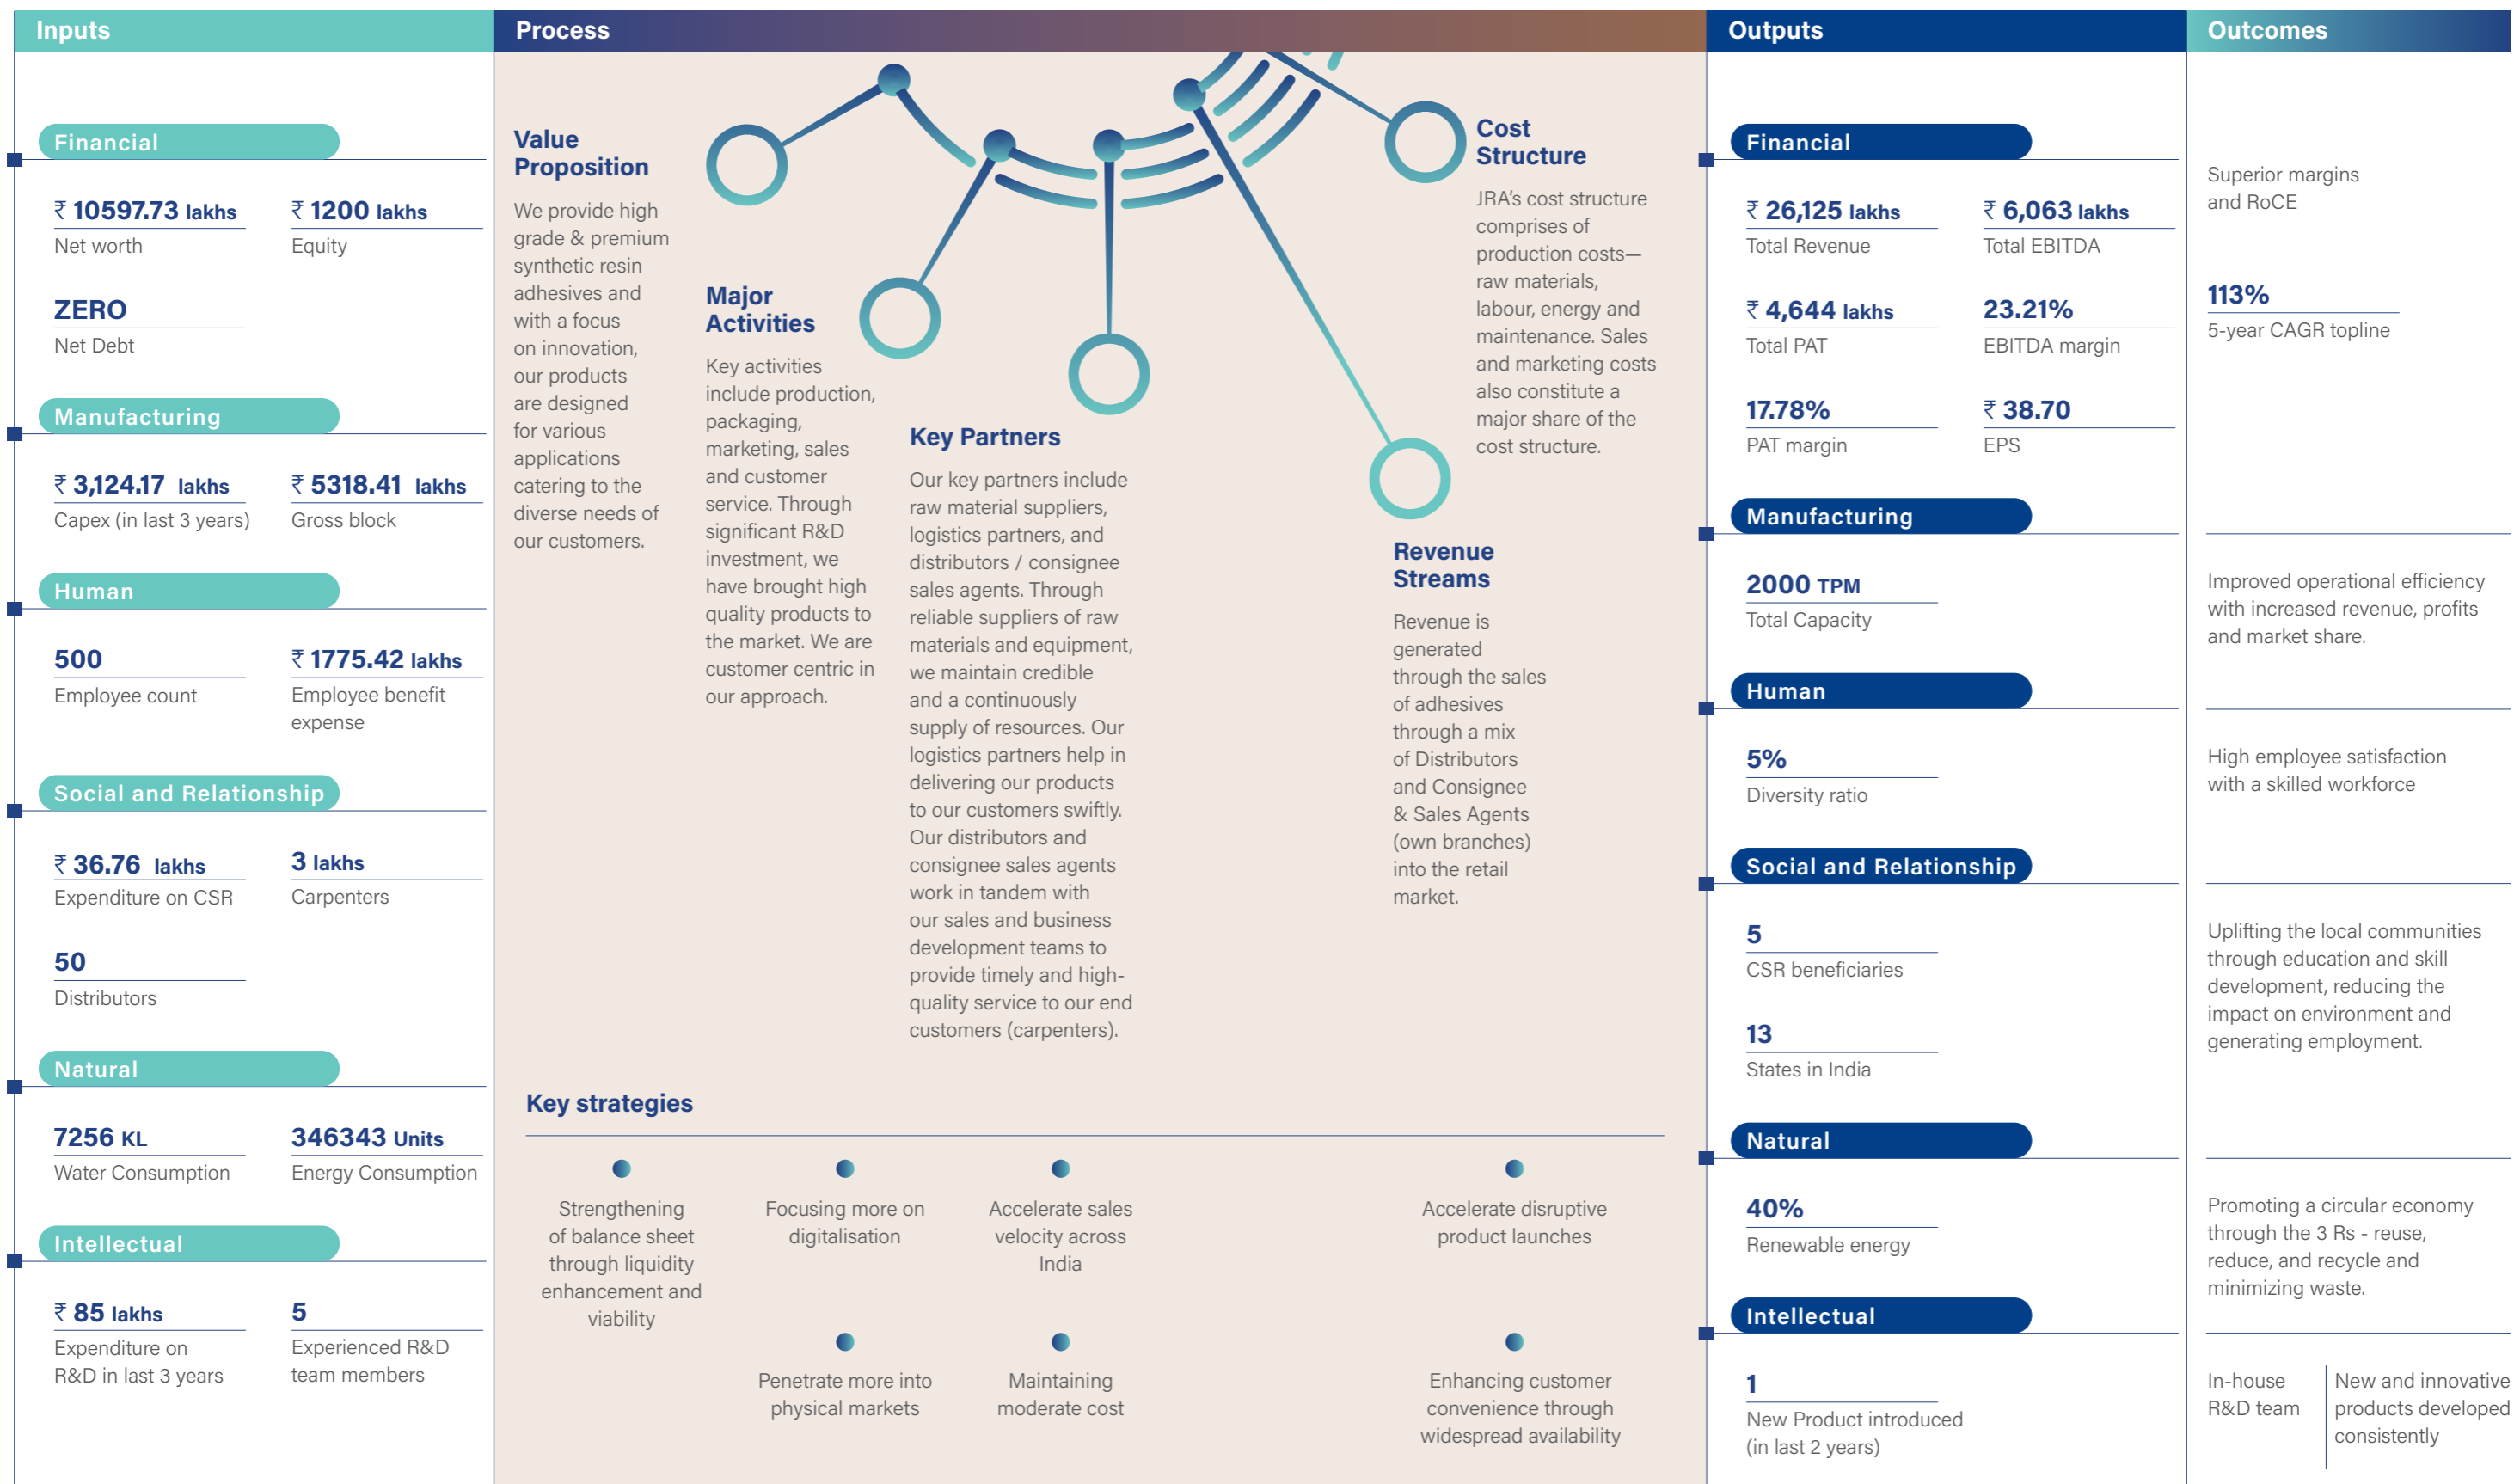 Inputs
Process
Outputs
Outcomes
Financial
₹ 10597.73 lakhs
Net worth
₹ 1200 lakhs
Equity
ZERO
Net Debt
Manufacturing
₹ 3,124.17 lakhs
Capex (in last 3 years)
₹ 5318.41 lakhs
Gross block
Human
500
Employee count
₹ 1775.42 lakhs
Employee benefit
expense
Social and Relationship
₹ 36.76 lakhs
Expenditure on CSR
3 lakhs
Carpenters
50
Distributors
Natural
7256 KL
Water Consumption
346343 Units
Energy Consumption
Intellectual
₹ 85 lakhs
Expenditure on
R&D in last 3 years
5
Experienced R&D
team members
Value
Proposition
We provide high
grade & premium
synthetic resin
adhesives and
with a focus
on innovation,
our products
are designed
for various
applications
catering to the
diverse needs of
our customers.
Major
Activities
Key activities
include production,
packaging,
marketing, sales
and customer
service. Through
significant R&D
investment, we
have brought high
quality products to
the market. We are
customer centric in
our approach.
Key Partners
Our key partners include
raw material suppliers,
logistics partners, and
distributors / consignee
sales agents. Through
reliable suppliers of raw
materials and equipment,
we maintain credible
and a continuously
supply of resources. Our
logistics partners help in
delivering our products
to our customers swiftly.
Our distributors and
consignee sales agents
work in tandem with
our sales and business
development teams to
provide timely and high-
quality service to our end
customers (carpenters).
Revenue
Streams
Revenue is
generated
through the sales
of adhesives
through a mix
of Distributors
and Consignee
& Sales Agents
(own branches)
into the retail
market.
Cost
Structure
JRA's cost structure
comprises of
production costs—
raw materials,
labour, energy and
maintenance. Sales
and marketing costs
also constitute a
major share of the
cost structure.
Key strategies
Strengthening
of balance sheet
through liquidity
enhancement and
viability
Focusing more on
digitalisation
Accelerate sales
velocity across
India
Accelerate disruptive
product launches
Penetrate more into
physical markets
Maintaining
moderate cost
Enhancing customer
convenience through
widespread availability
Financial
₹ 26,125 lakhs
Total Revenue
₹ 6,063 lakhs
Total EBITDA
₹ 4,644 lakhs
Total PAT
23.21%
EBITDA margin
17.78%
PAT margin
₹ 38.70
EPS
Manufacturing
2000 TPM
Total Capacity
Human
5%
Diversity ratio
Social and Relationship
5
CSR beneficiaries
13
States in India
Natural
40%
Renewable energy
Intellectual
1
New Product introduced
(in last 2 years)
Superior margins
and RoCE
113%
5-year CAGR topline
Improved operational efficiency
with increased revenue, profits
and market share.
High employee satisfaction
with a skilled workforce
Uplifting the local communities
through education and skill
development, reducing the
impact on environment and
generating employment.
Promoting a circular economy
through the 3 Rs - reuse,
reduce, and recycle and
minimizing waste.
In-house
R&D team
New and innovative
products developed
consistently